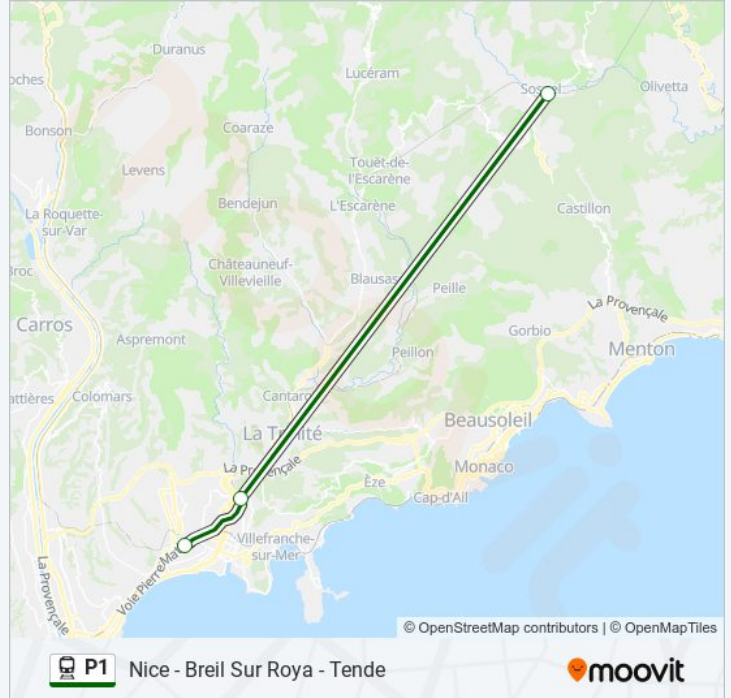 Duranus
oches
Lucéram
Sospel
Olivetta
Bonson
Coaraze
Levens
Touët-de-
l'Escarène
Bendejun
L'Escarène
Castillon
La Roquette-
sur-Var
Broc
Châteauneuf-
Villevieille
Blausasc
Peille
La Provençale
Carros
Aspremont
Gorbio
Menton
Peillon
attières
Colomars
Cantaron
Beausoleil
La Trinité
La Provençale
Monaco
Èze
Cap-d'Ail
Villefranche-
sur-Mer
La Provençale
Voie Pierre Mathis
© OpenStreetMap contributors | © OpenMapTiles
P1 Nice - Breil Sur Roya - Tende
moovit